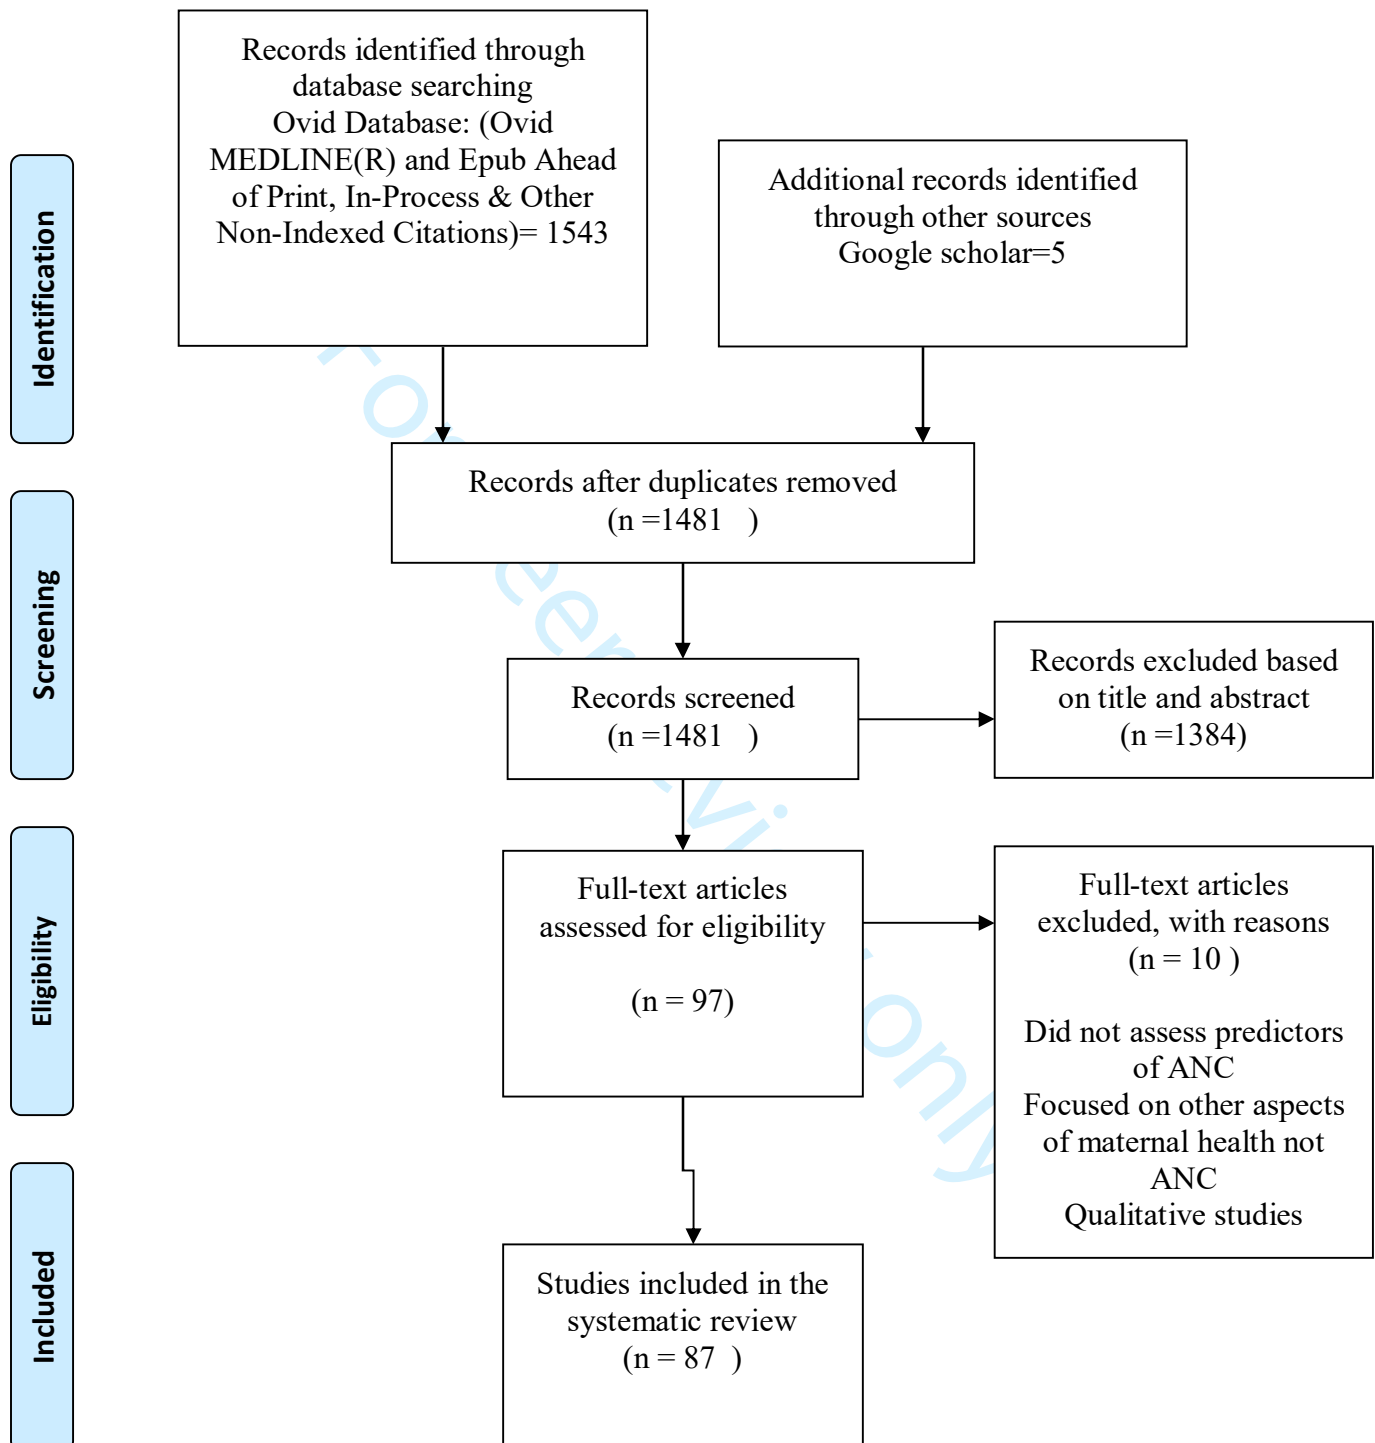 Records identified through
database searching
Ovid Database: (Ovid
MEDLINE(R) and Epub Ahead
of Print, In-Process & Other
Non-Indexed Citations)= 1543
Additional records identified
through other sources
Google scholar=5
Identification
Records after duplicates removed
(n =1481 )
Screening
Records screened
(n =1481 )
Records excluded based
on title and abstract
(n =1384)
Eligibility
Full-text articles
assessed for eligibility
(n = 97)
Full-text articles
excluded, with reasons
(n = 10 )
Did not assess predictors
of ANC
Focused on other aspects
of maternal health not
ANC
Qualitative studies
Included
Studies included in the
systematic review
(n = 87 )
only